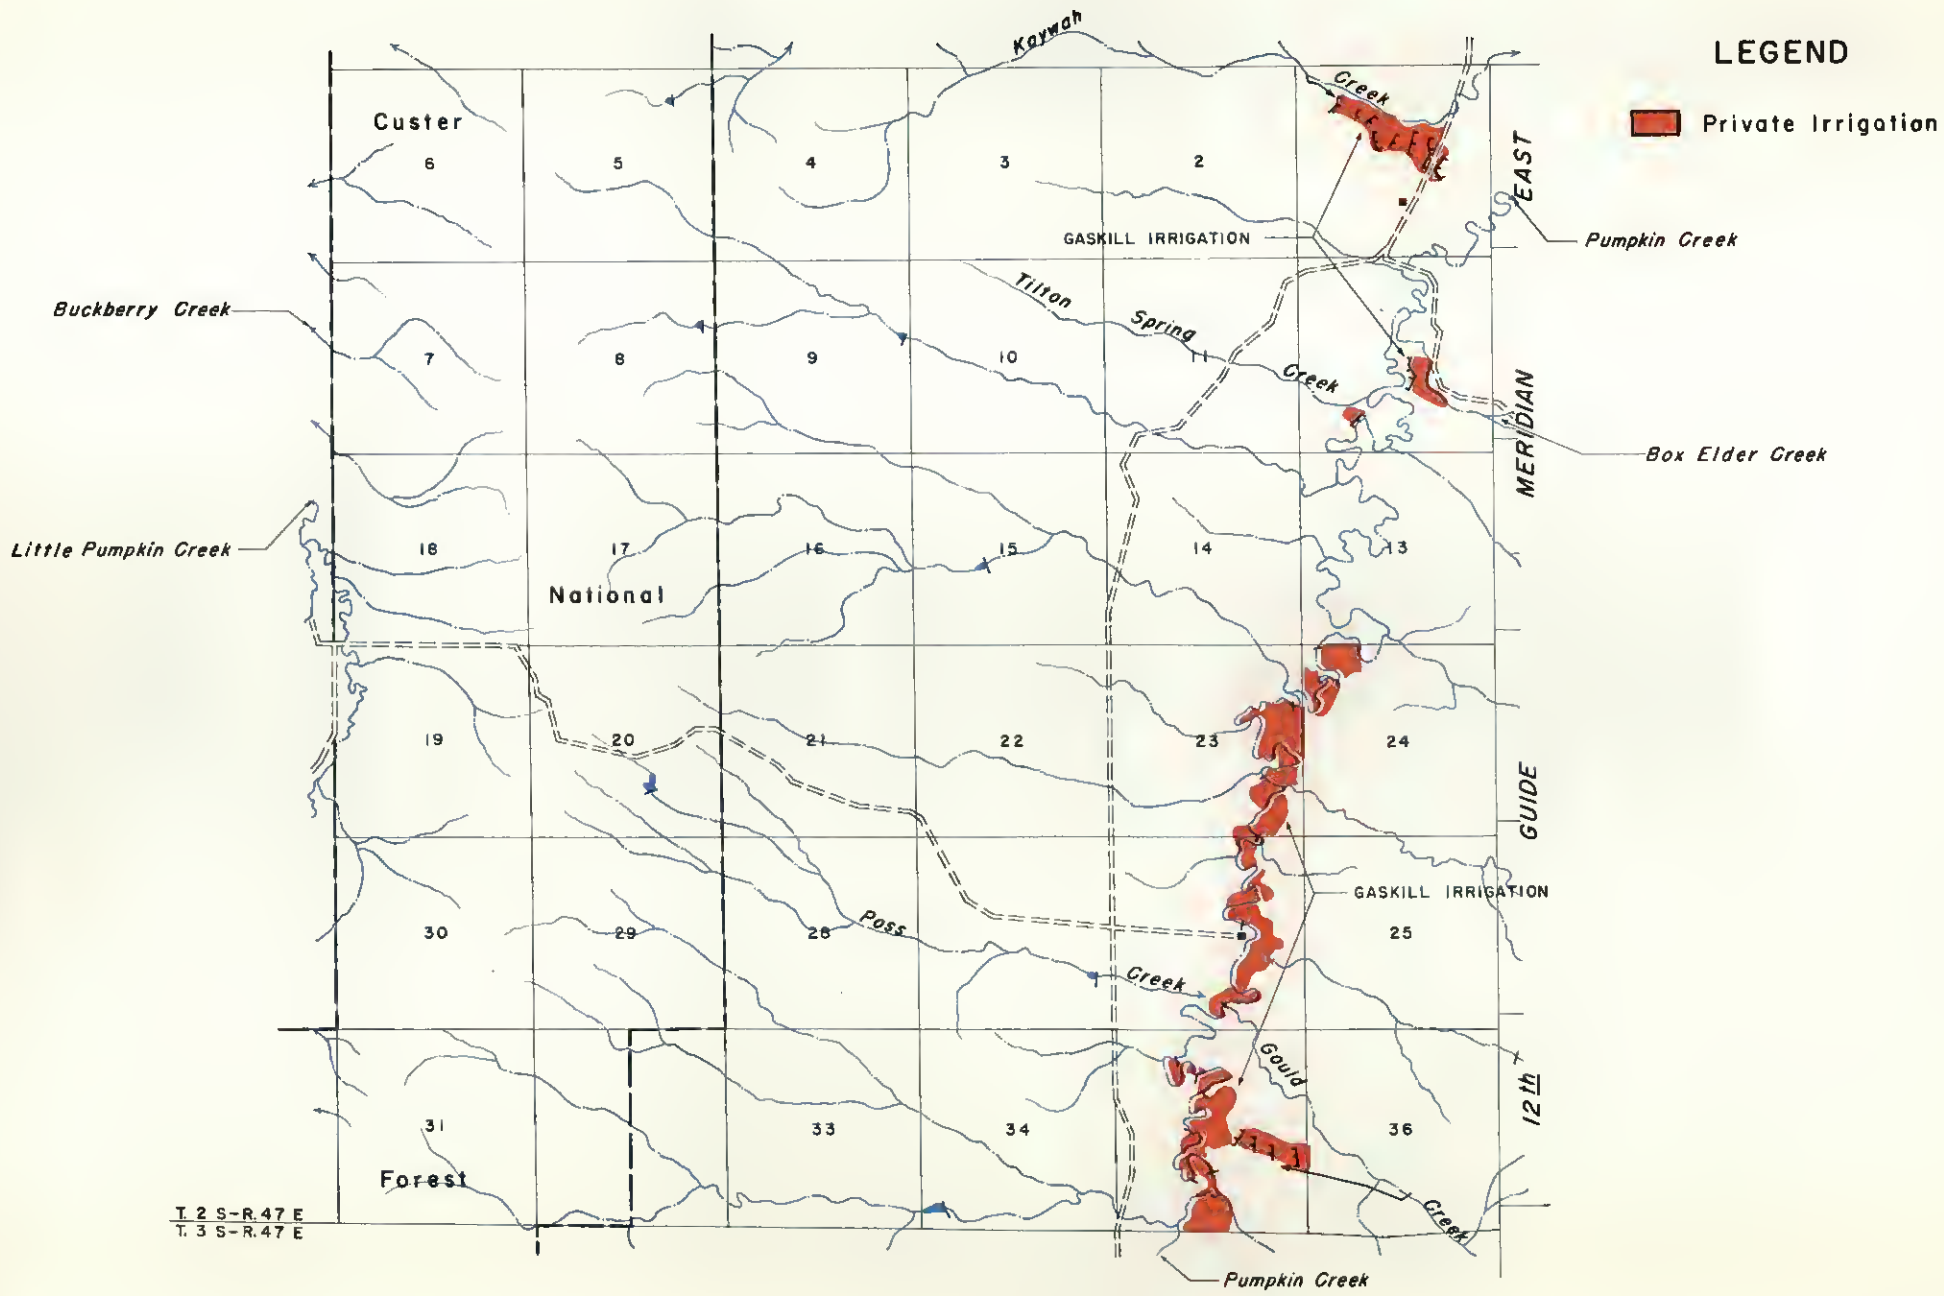 Kaywah
LEGEND
Creek
Custer
Private Irrigation
6
5
4
3
2
EAST
GASKILL IRRIGATION
Pumpkin Creek
Tilton
Buckberry Creek
Spring
7
8
9
10
11
Creek
MERIDIAN
Box Elder Creek
Little Pumpkin Creek
18
17
16
15
14
13
National
19
20
21
22
23
24
GUIDE
GASKILL IRRIGATION
30
29
28
Poss
25
Creek
Gould
12th
31
33
34
36
Forest
Creek
T. 2 S-R. 47 E
T. 3 S-R. 47 E
Pumpkin Creek